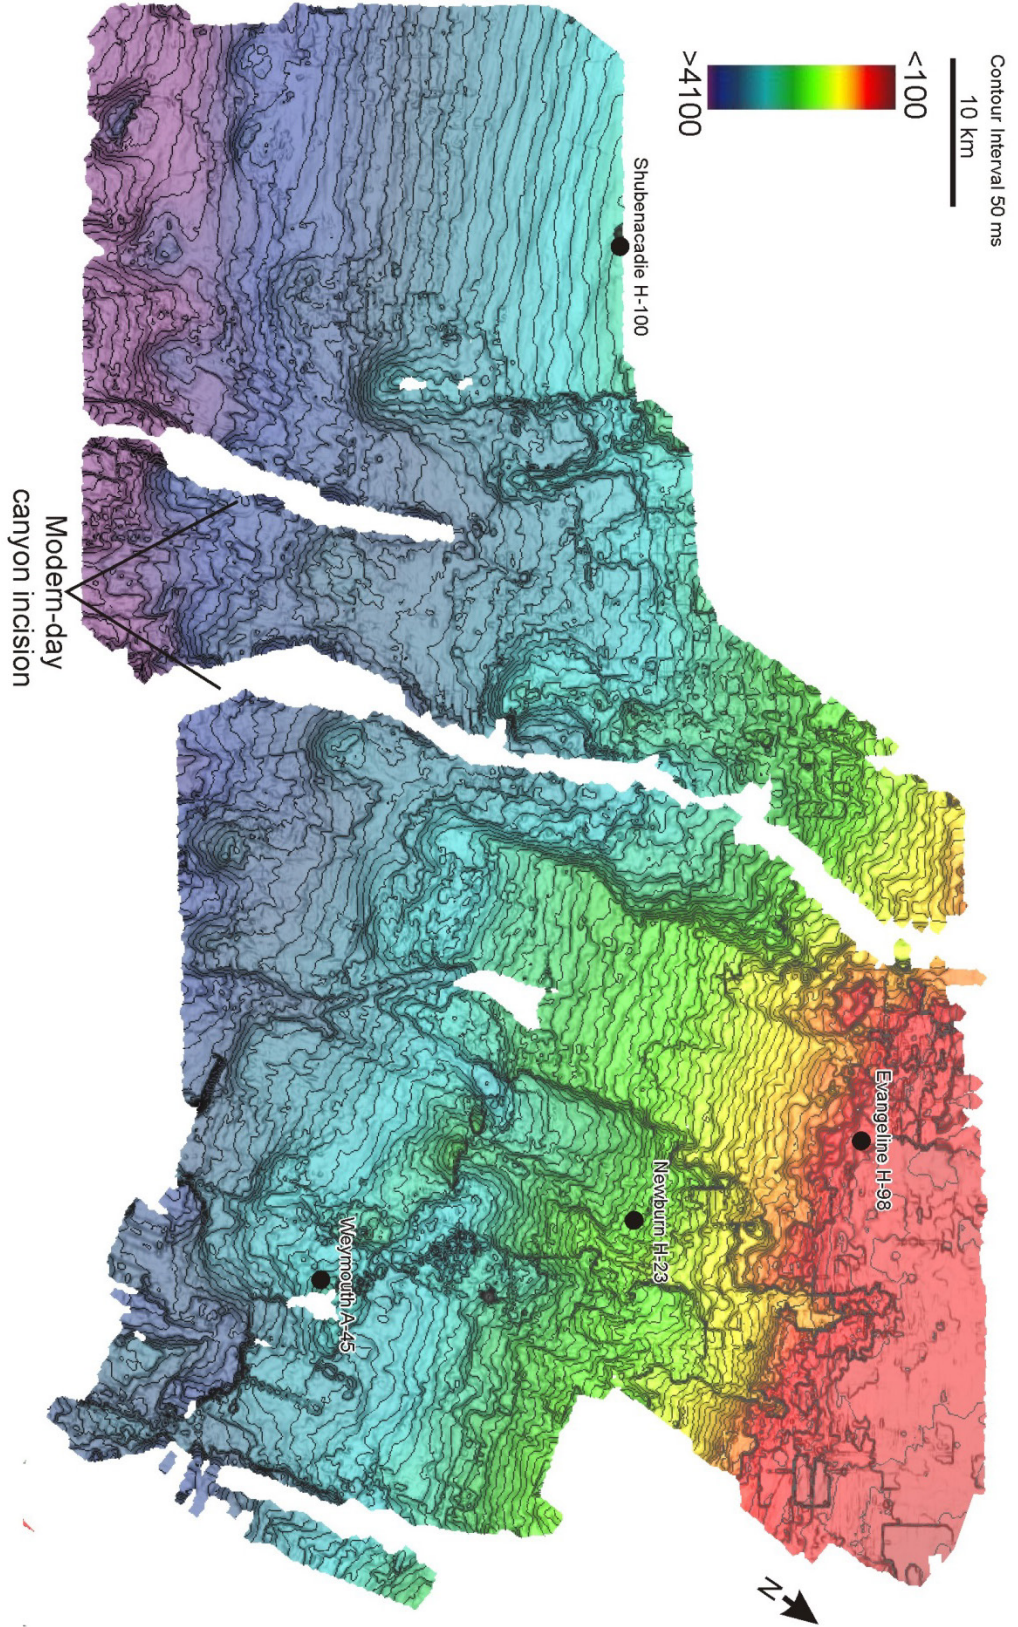 Contour Interval 50 ms
10 km
<100
>4100
Shubenacadie H-100
Evangeline H-98
Newburn H-23
Weymouth A-45
Modern-day
canyon incision
N